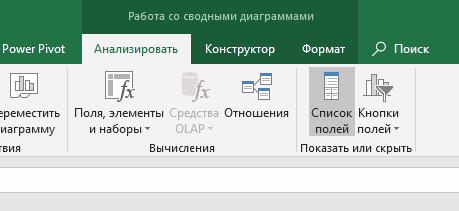 Работа со сводными диаграммами
Power Pivot Анализировать Конструктор Формат Поиск
ереместить Поля, элементы Средства Отношения Список Кнопки
иаграмму и наборы OLAP полей полей
твия Вычисления Показать или скрыть